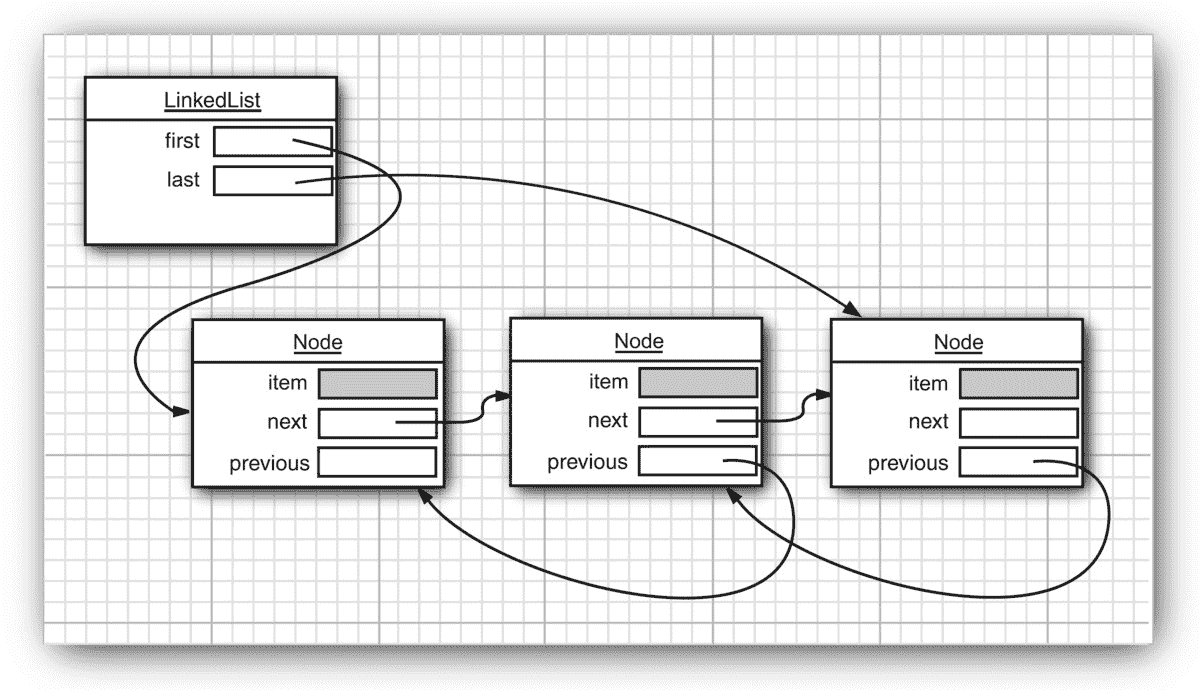 LinkedList
first
last
Node
item
next
previous
Node
item
next
previous
Node
item
next
previous